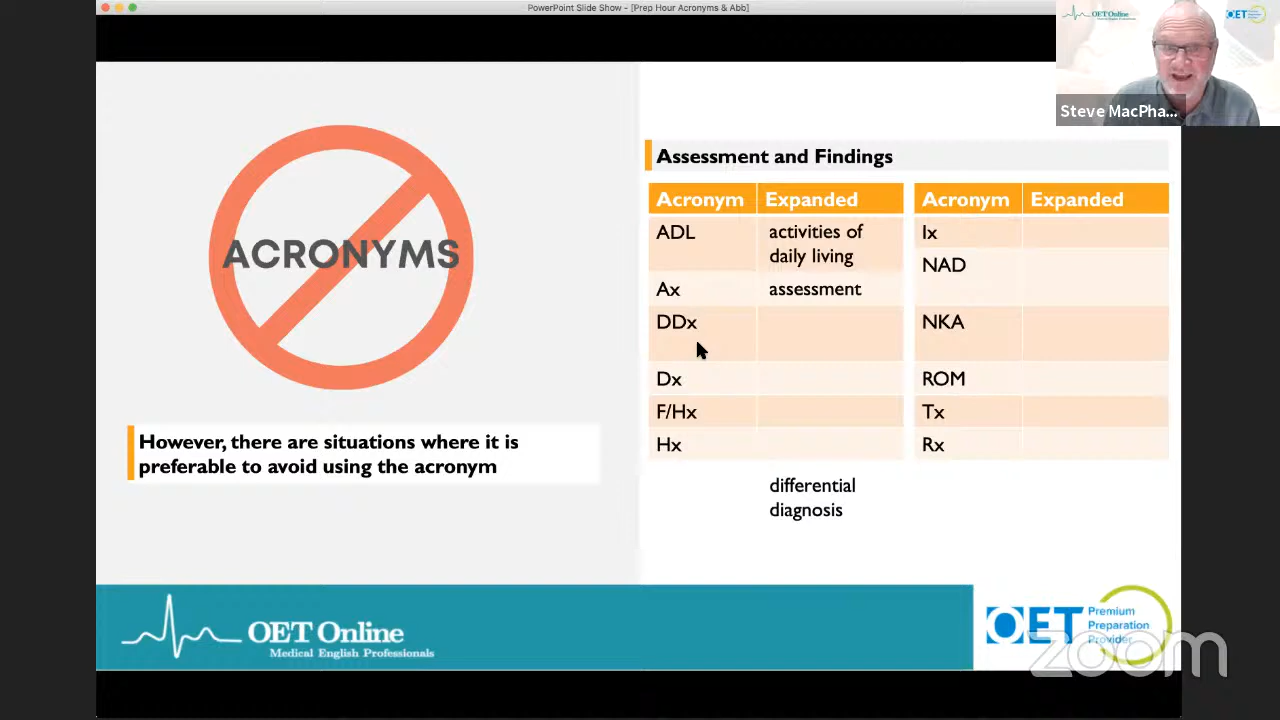 PowerPoint Slide Show - [Prep Hour Acronyms & Abb]
OET Online
OET
Steve MacPha...
ACRONYMS
However, there are situations where it is
preferable to avoid using the acronym
Assessment and Findings
Acronym Expanded Acronym Expanded
ADL activities of
daily living
Ix
NAD
Ax assessment
DDx NKA
Dx ROM
F/Hx Tx
Hx Rx
differential
diagnosis
OET Online
Medical English Professionals
OET Premium
Preparation
Provider
zoom